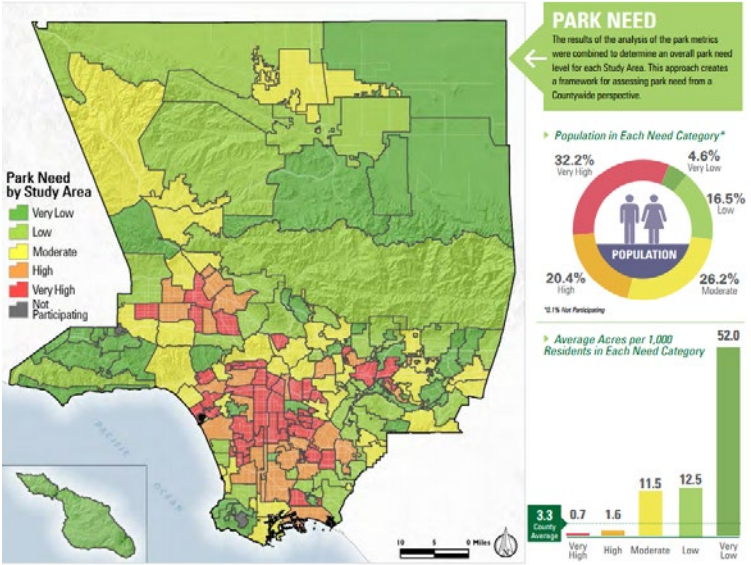 PARK NEED
The results of the analysis of the park metrics
were combined to determine an overall park need
level for each Study Area. This approach creates
a framework for assessing park need from a
Countywide perspective.
Park Need
by Study Area
Very Low
Low
Moderate
High
Very High
Not
Participating
PACIFIC
OCEAN
10 5 0 Miles
Population in Each Need Category*
32.2%
Very High
4.6%
Very Low
16.5%
Low
POPULATION
20.4%
High
26.2%
Moderate
*0.1% Not Participating
Average Acres per 1,000
Residents in Each Need Category
52.0
11.5
12.5
3.3
County
Average
0.7
1.6
Very
High
High
Moderate
Low
Very
Low